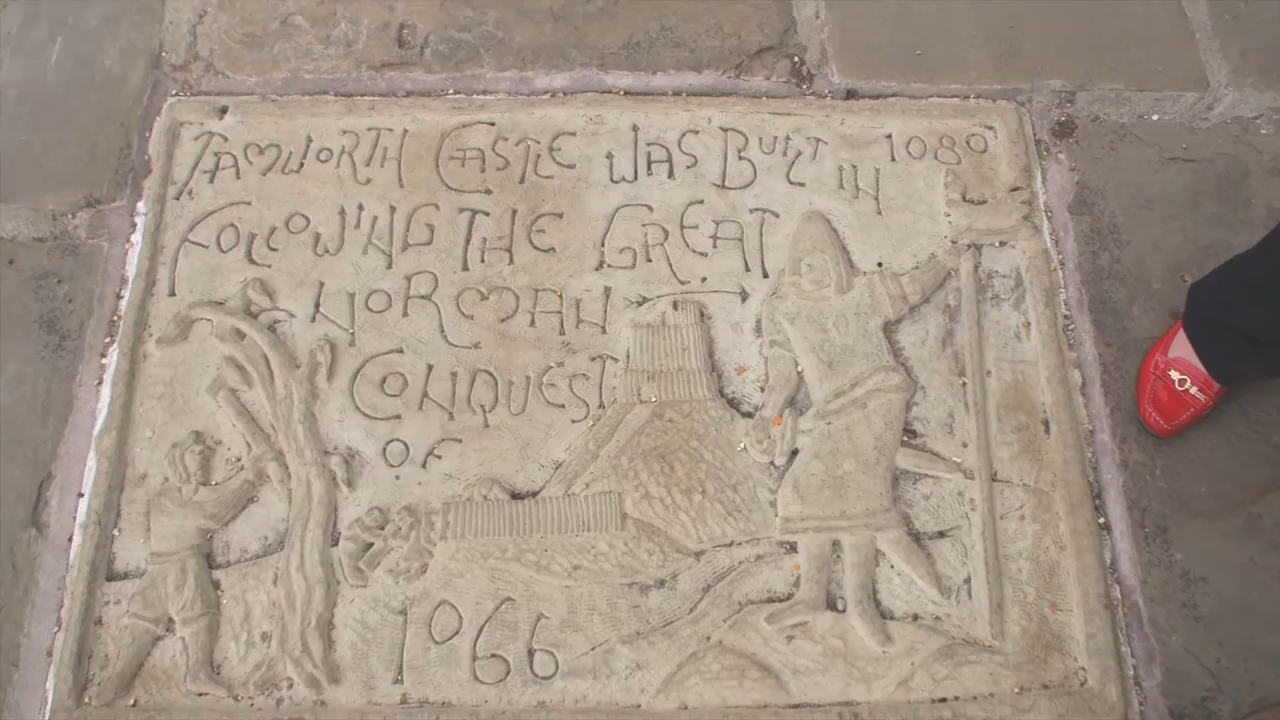 TAMWORTH CASTLE WAS BUILT IN 1080
FOLLOWING THE GREAT
NORMAN
CONQUEST
OF
1066